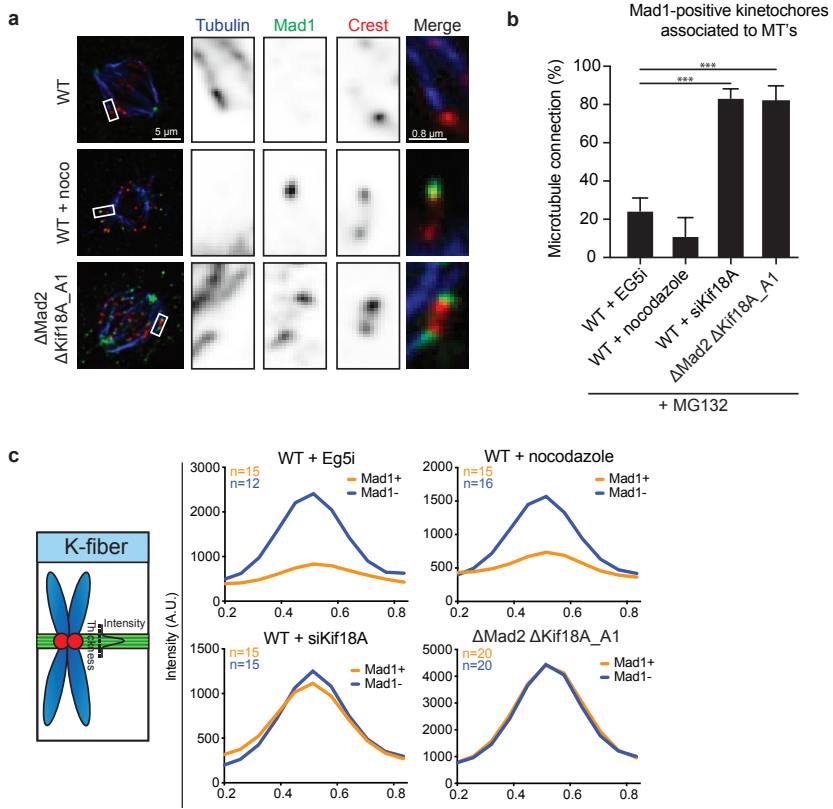 a
Tubulin Mad1 Crest Merge
WT
5 µm
0.8 µm
WT + noco
ΔMad2
ΔKif18A_A1
b
Mad1-positive kinetochores
associated to MT's
Microtubule connection (%)
100
80
60
40
20
0
***
***
WT + EG5i
WT + nocodazole
WT + siKif18A
ΔMad2 ΔKif18A_A1
+ MG132
c
K-fiber
Intensity
Thickness
Intensity (A.U.)
WT + Eg5i
n=15
n=12
Mad1+
Mad1-
3000
2000
1000
0
0.2 0.4 0.6 0.8
WT + nocodazole
n=15
n=16
Mad1+
Mad1-
2000
1500
1000
500
0
0.2 0.4 0.6 0.8
WT + siKif18A
n=15
n=15
Mad1+
Mad1-
1500
1000
500
0
0.2 0.4 0.6 0.8
ΔMad2 ΔKif18A_A1
n=20
n=20
Mad1+
Mad1-
5000
4000
3000
2000
1000
0
0.2 0.4 0.6 0.8